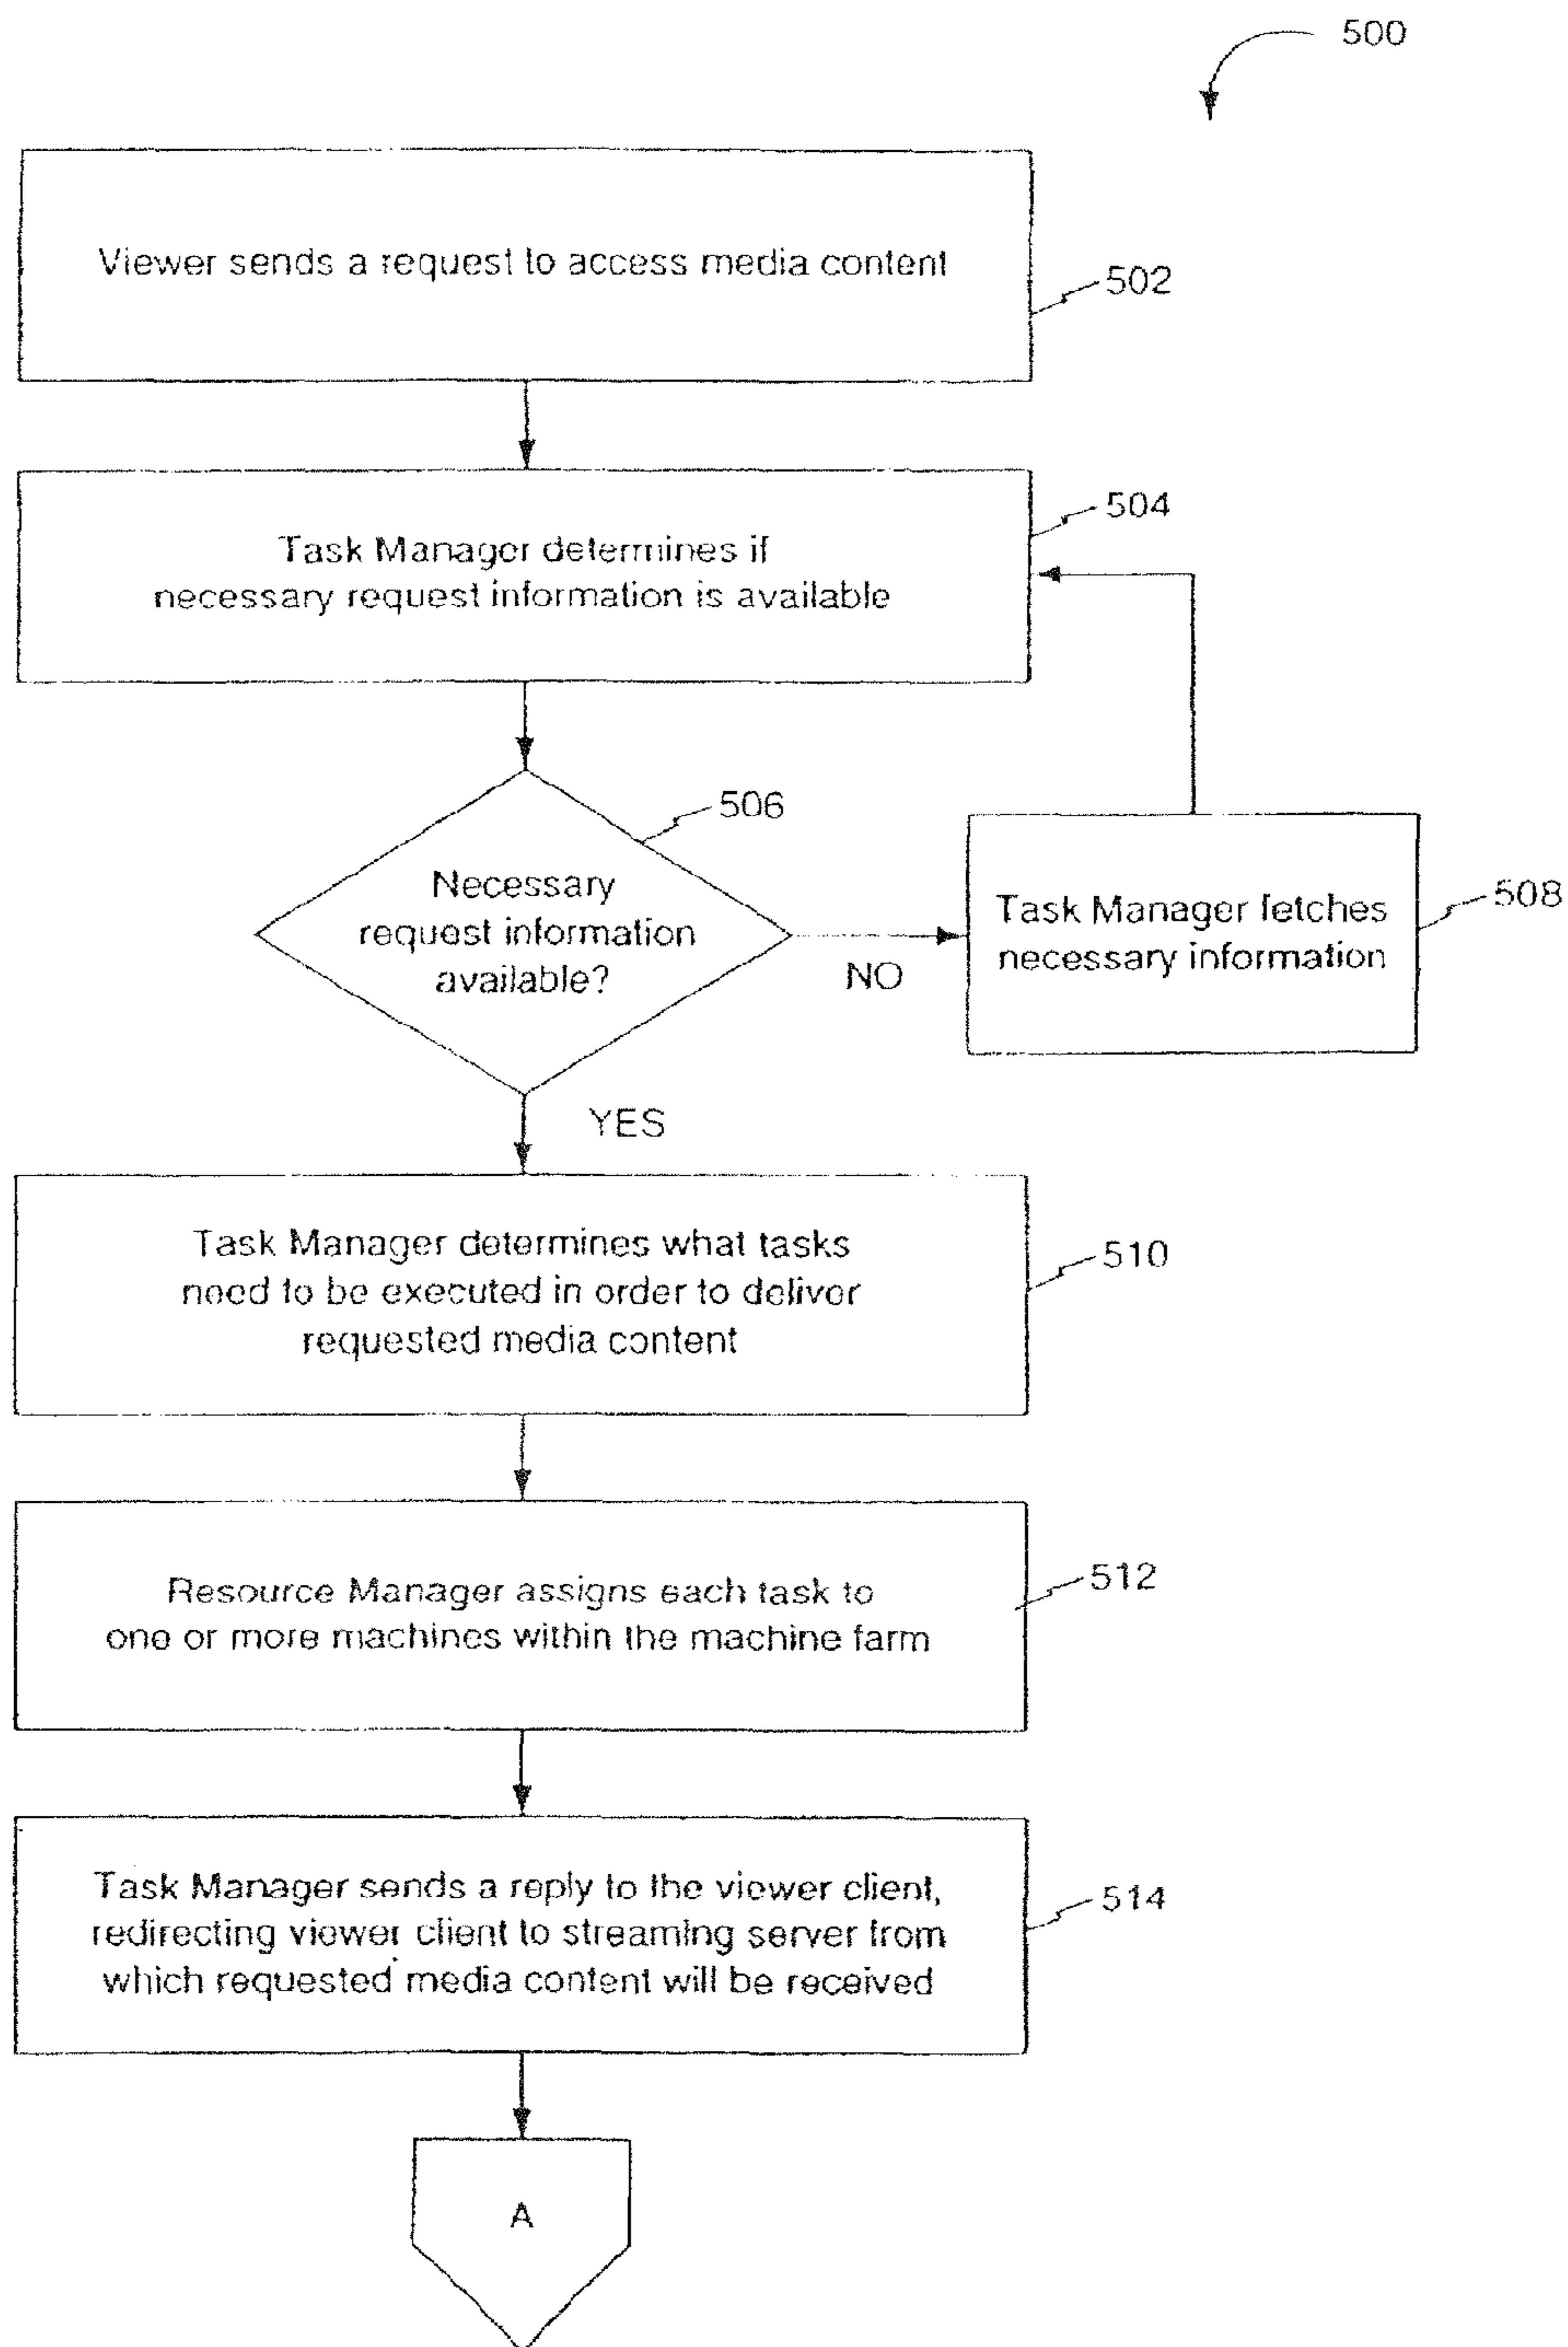 500
Viewer sends a request to access media content
502
504
Task Manager determines if
necessary request information is available
506
Necessary
request information
available?
NO
Task Manager fetches
necessary information
508
YES
Task Manager determines what tasks
need to be executed in order to deliver
requested media content
510
Resource Manager assigns each task to
one or more machines within the machine farm
512
Task Manager sends a reply to the viewer client,
redirecting viewer client to streaming server from
which requested media content will be received
514
A